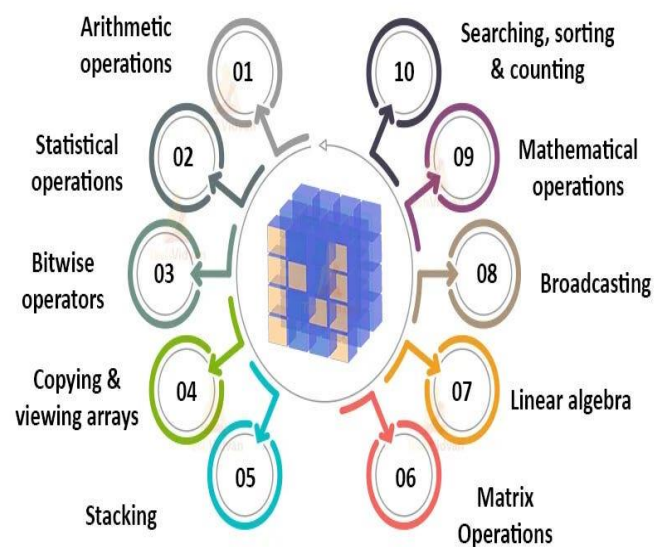 01
Arithmetic
operations
02
Statistical
operations
03
Bitwise
operators
04
Copying &
viewing arrays
05
Stacking
06
Matrix
Operations
07
Linear algebra
08
Broadcasting
09
Mathematical
operations
10
Searching, sorting
& counting